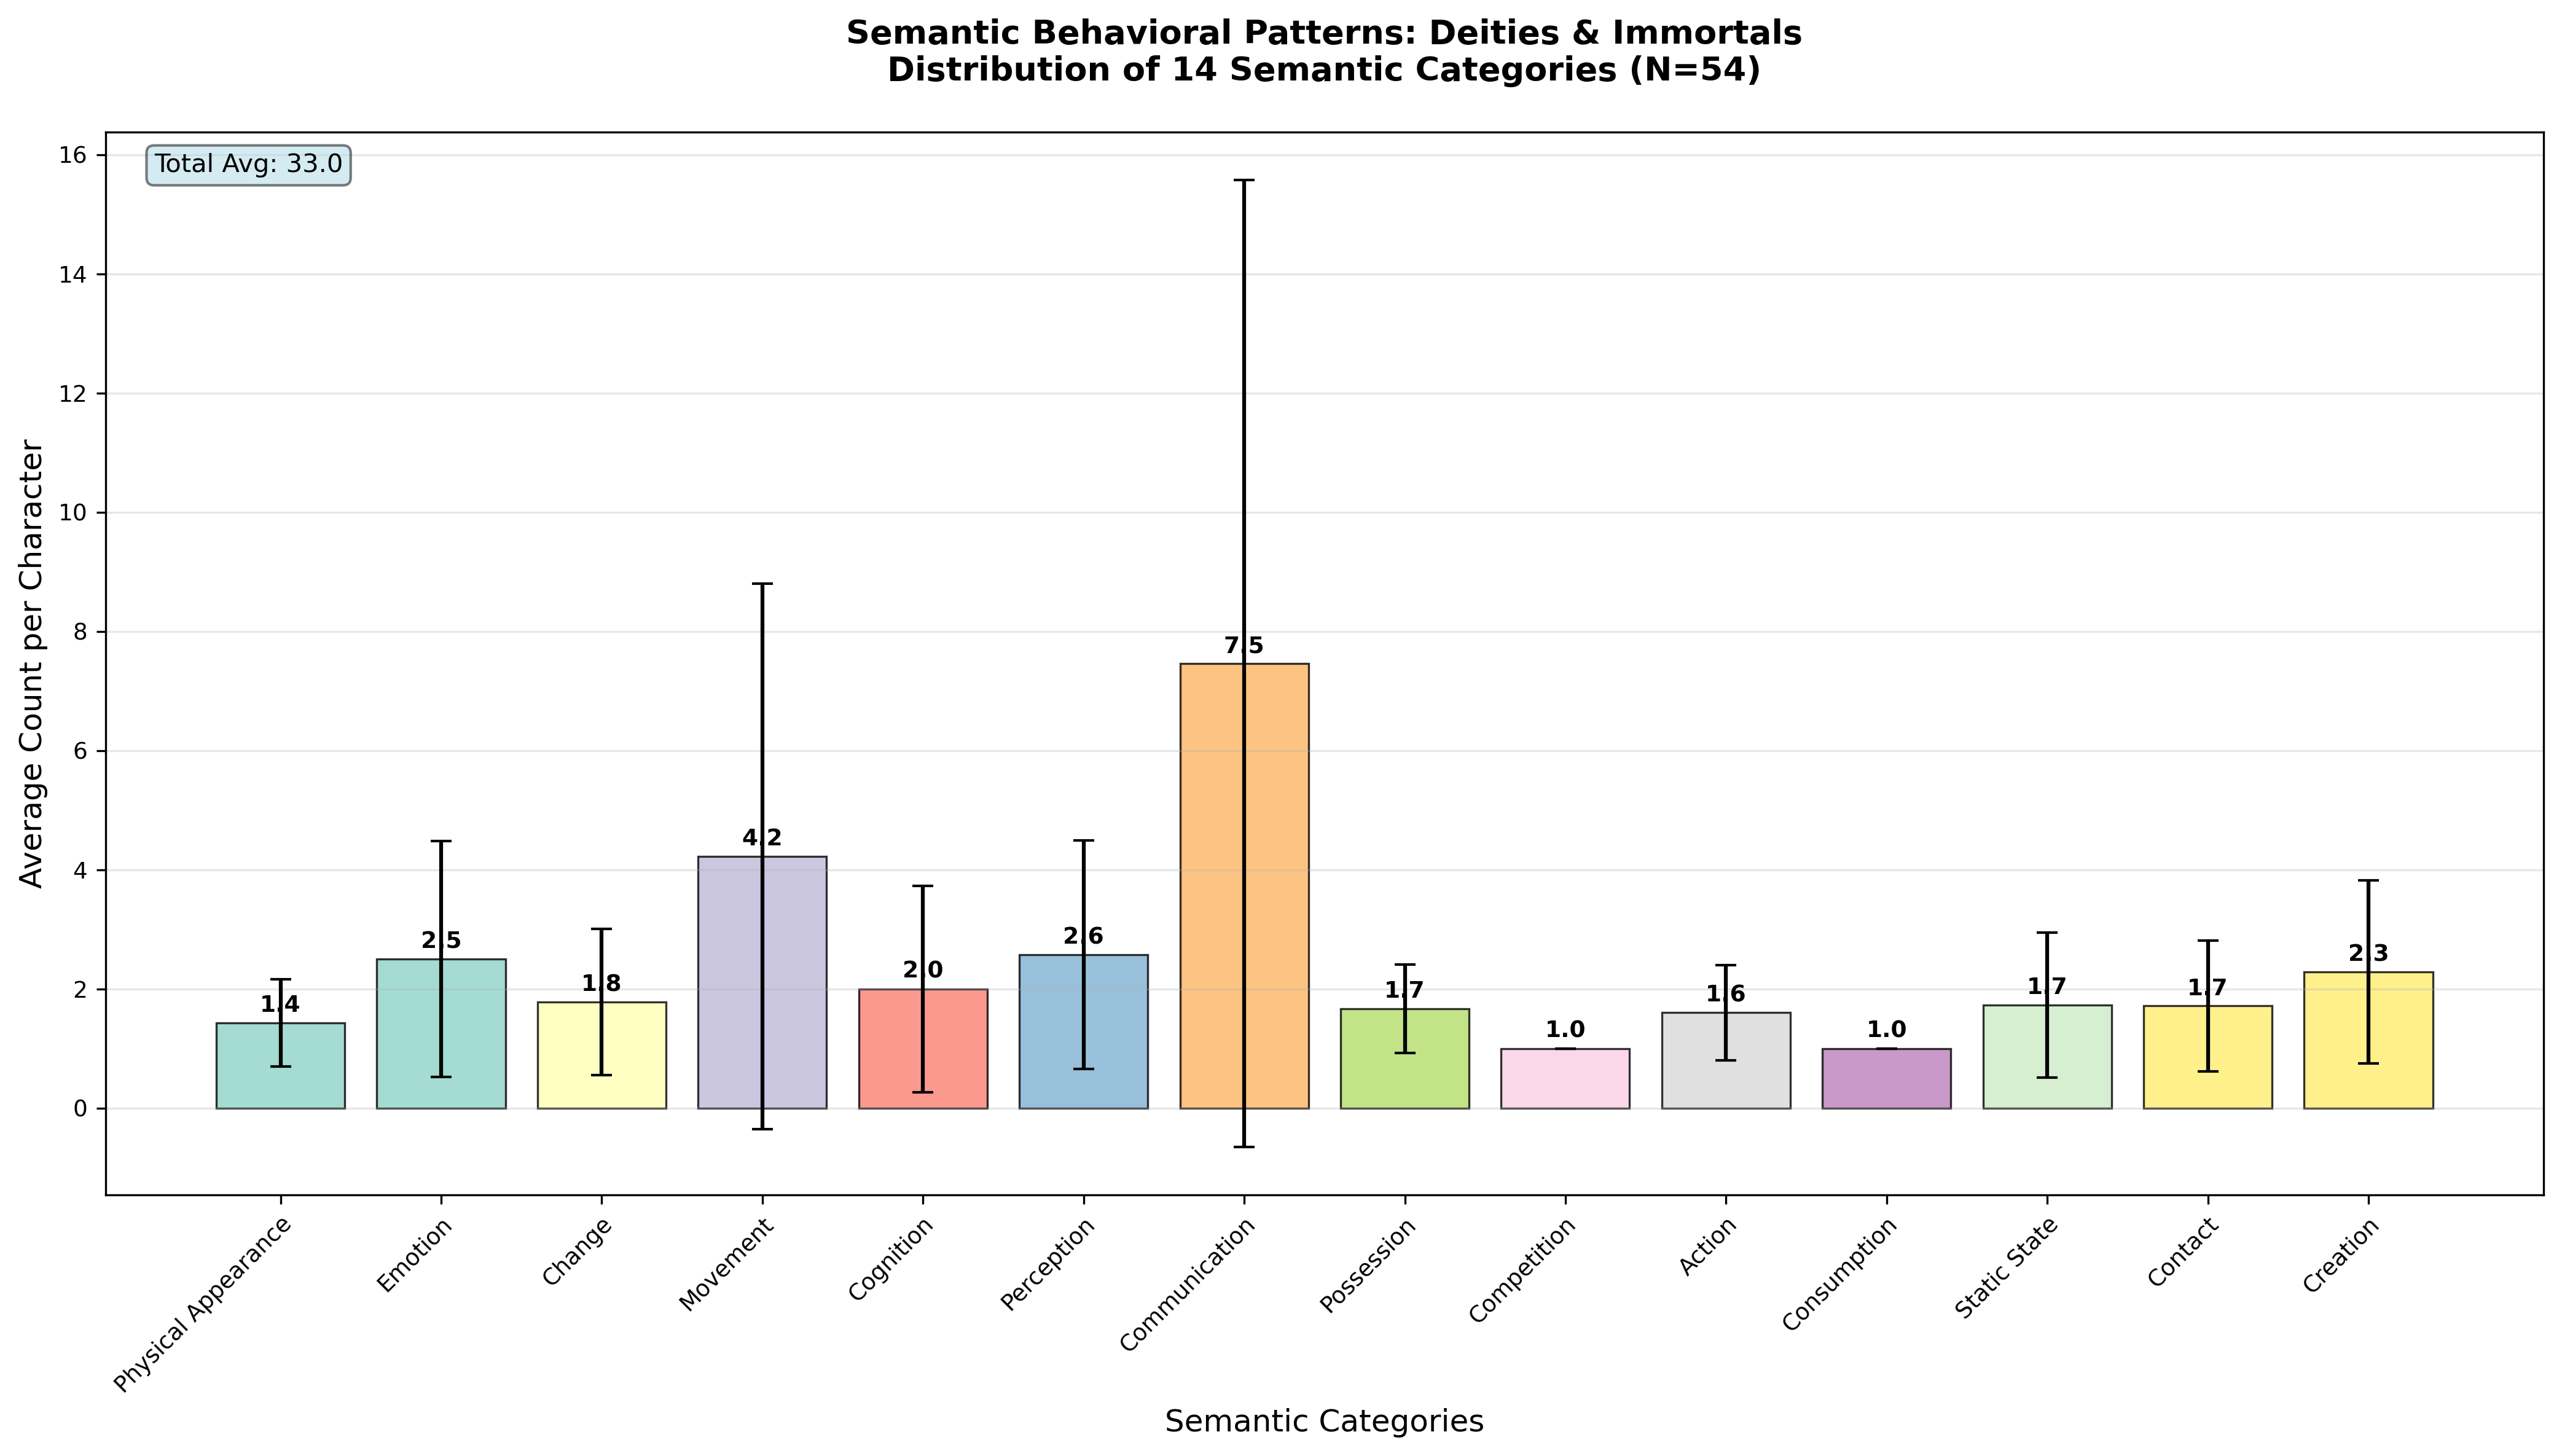 Semantic Behavioral Patterns: Deities & Immortals
Distribution of 14 Semantic Categories (N=54)
Total Avg: 33.0
Average Count per Character
16
14
12
10
8
6
4
2
0
1.4
2.5
1.8
4.2
2.0
2.6
7.5
1.7
1.0
1.6
1.0
1.7
1.7
2.3
Physical Appearance
Emotion
Change
Movement
Cognition
Perception
Communication
Possession
Competition
Action
Consumption
Static State
Contact
Creation
Semantic Categories